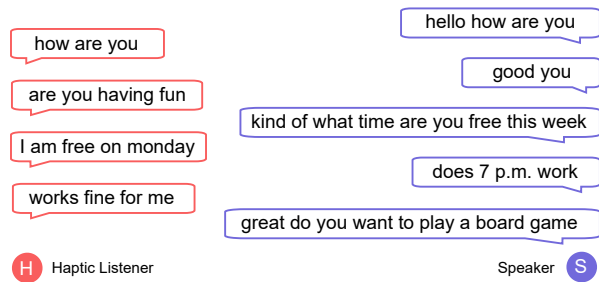 hello how are you
how are you
good you
are you having fun
kind of what time are you free this week
I am free on monday
does 7 p.m. work
works fine for me
great do you want to play a board game
H Haptic Listener
Speaker S